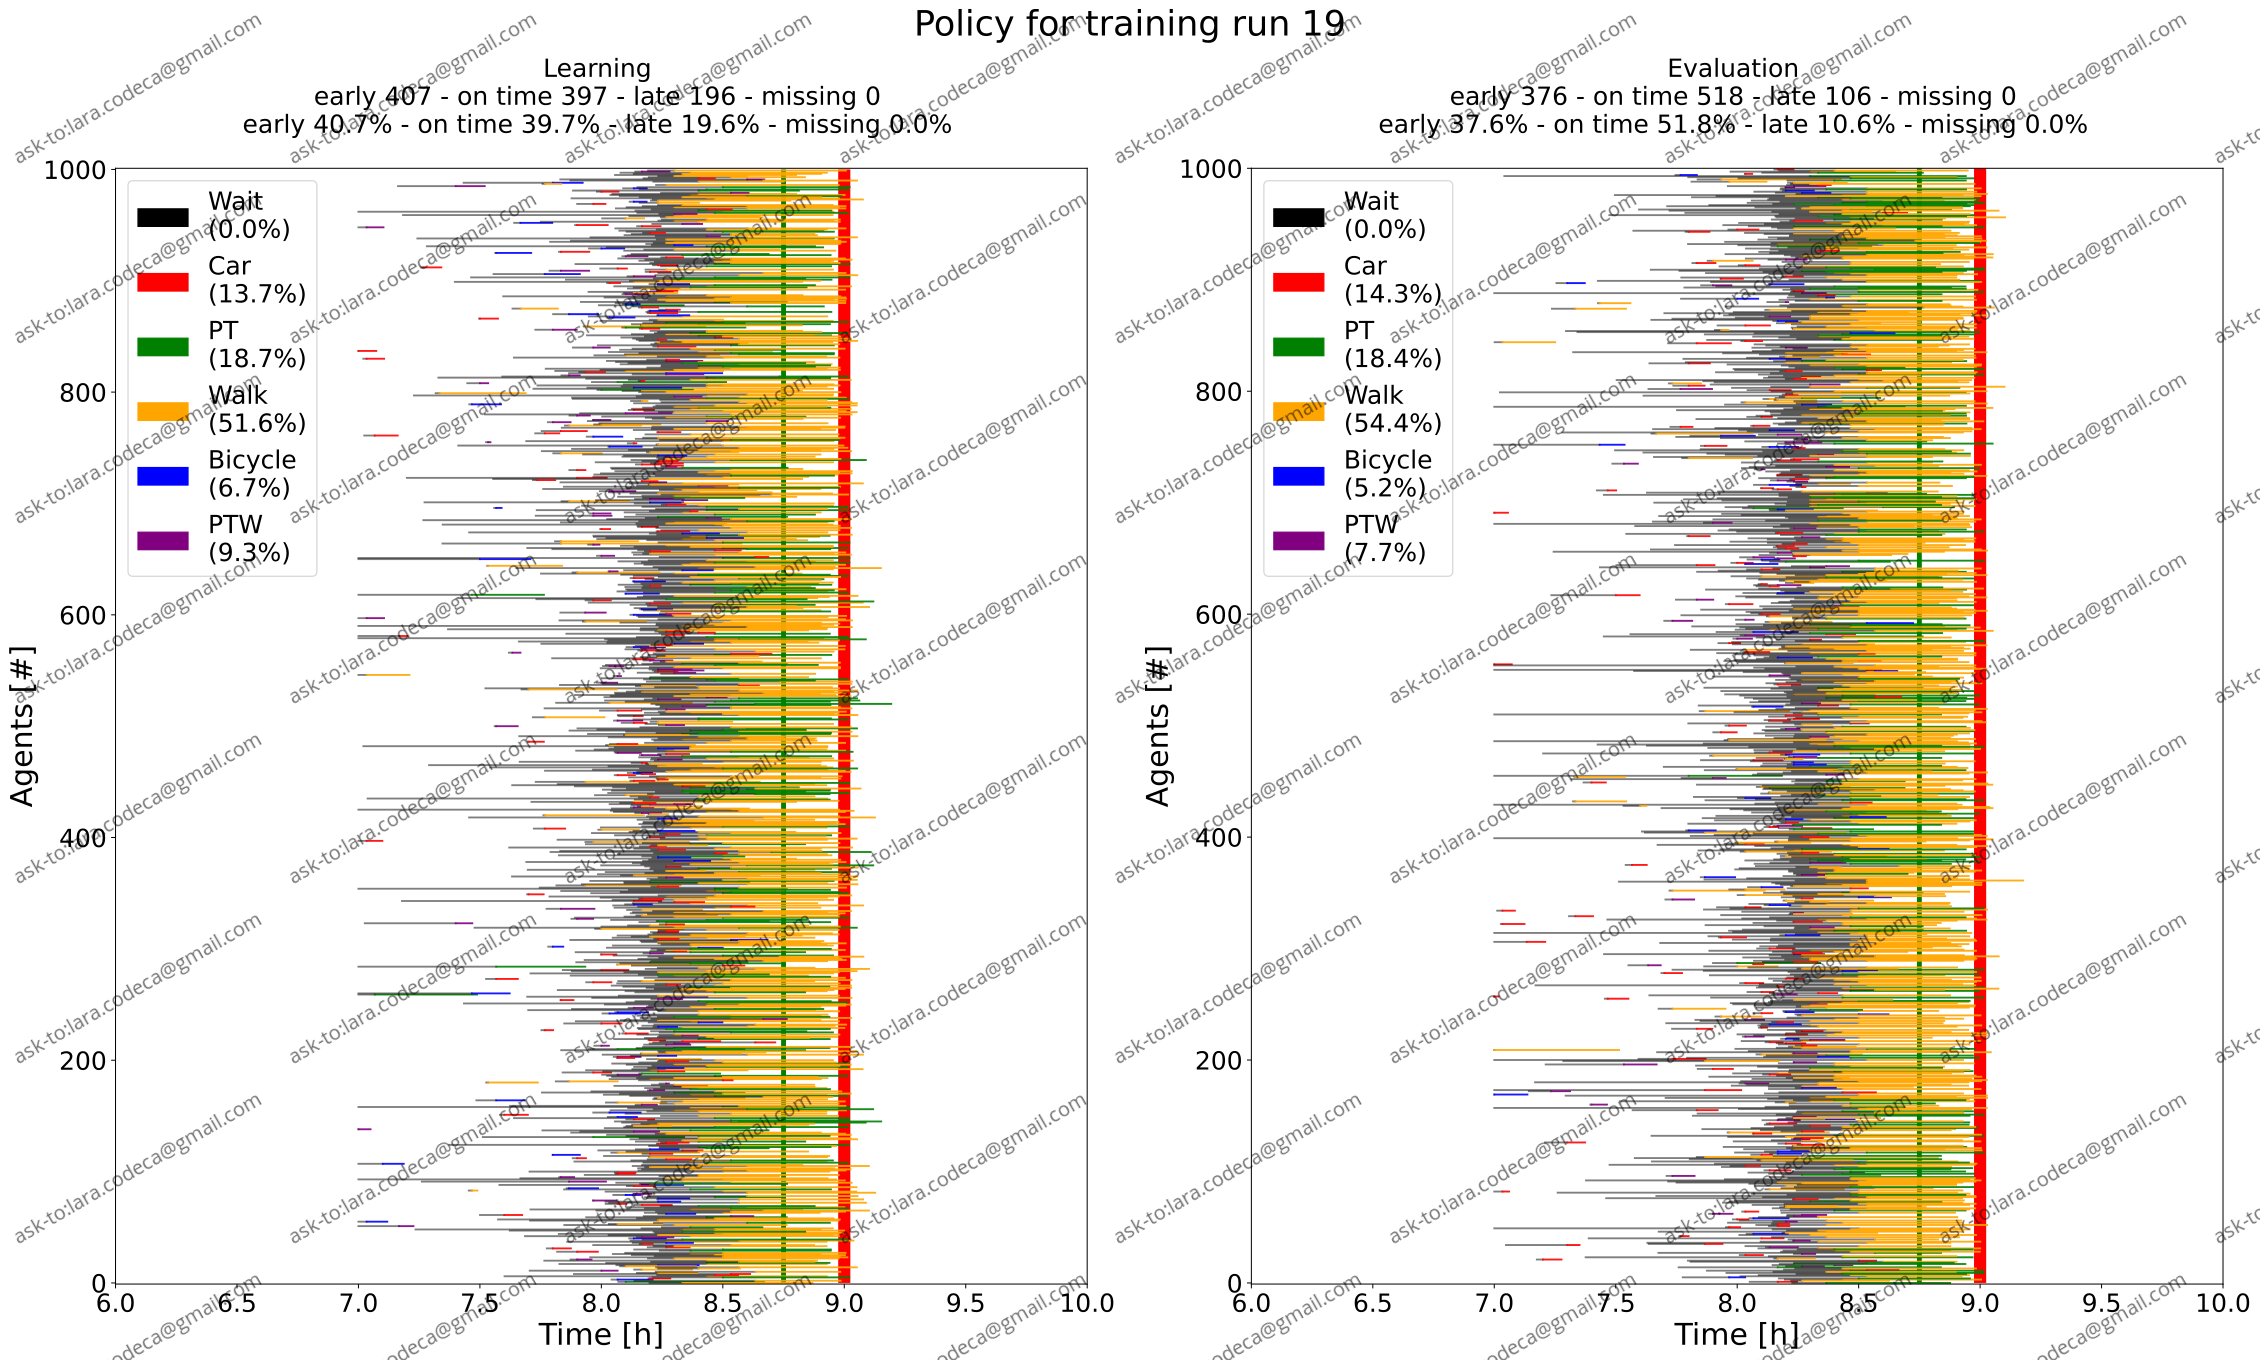 Policy for training run 19
Learning
early 407 - on time 397 - late 196 - missing 0
early 40.7% - on time 39.7% - late 19.6% - missing 0.0%
Agents [#]
1000
800
600
400
200
0
Wait
(0.0%)
Car
(13.7%)
PT
(18.7%)
Walk
(51.6%)
Bicycle
(6.7%)
PTW
(9.3%)
6.0 6.5 7.0 7.5 8.0 8.5 9.0 9.5 10.0
Time [h]
Evaluation
early 376 - on time 518 - late 106 - missing 0
early 37.6% - on time 51.8% - late 10.6% - missing 0.0%
Agents [#]
1000
800
600
400
200
0
Wait
(0.0%)
Car
(14.3%)
PT
(18.4%)
Walk
(54.4%)
Bicycle
(5.2%)
PTW
(7.7%)
6.0 6.5 7.0 7.5 8.0 8.5 9.0 9.5 10.0
Time [h]
ask-to:lara.codeca@gmail.com